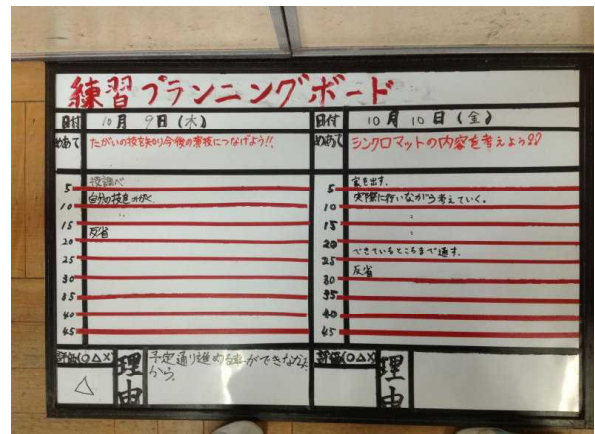 練習プランニングボード
日付 10月 9日(木)
めあて たがいの技を知り今後の演技につなげよう!!
5 技調べ
10 自分の技をみがく
15 〃
20 反省
25
30
35
40
45
評価(○△×) △
理由 予定通り進める事ができなかったから。
日付 10月 10日(金)
めあて シンクロマットの内容を考えよう!!
5 案を出す。
10 実際に行いながら考えていく。
15 〃
20 〃
25 できているところまで通す。
30 反省
35
40
45
評価(○△×)
理由